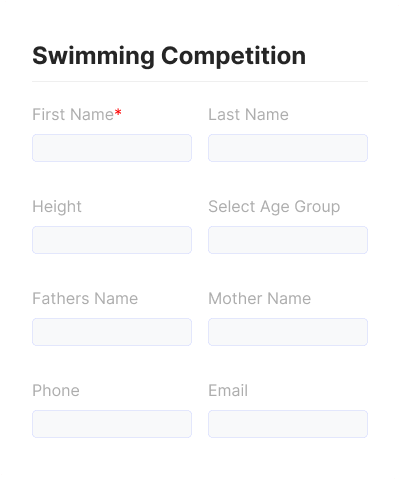 Swimming Competition
First Name* Last Name
Height Select Age Group
Fathers Name Mother Name
Phone Email